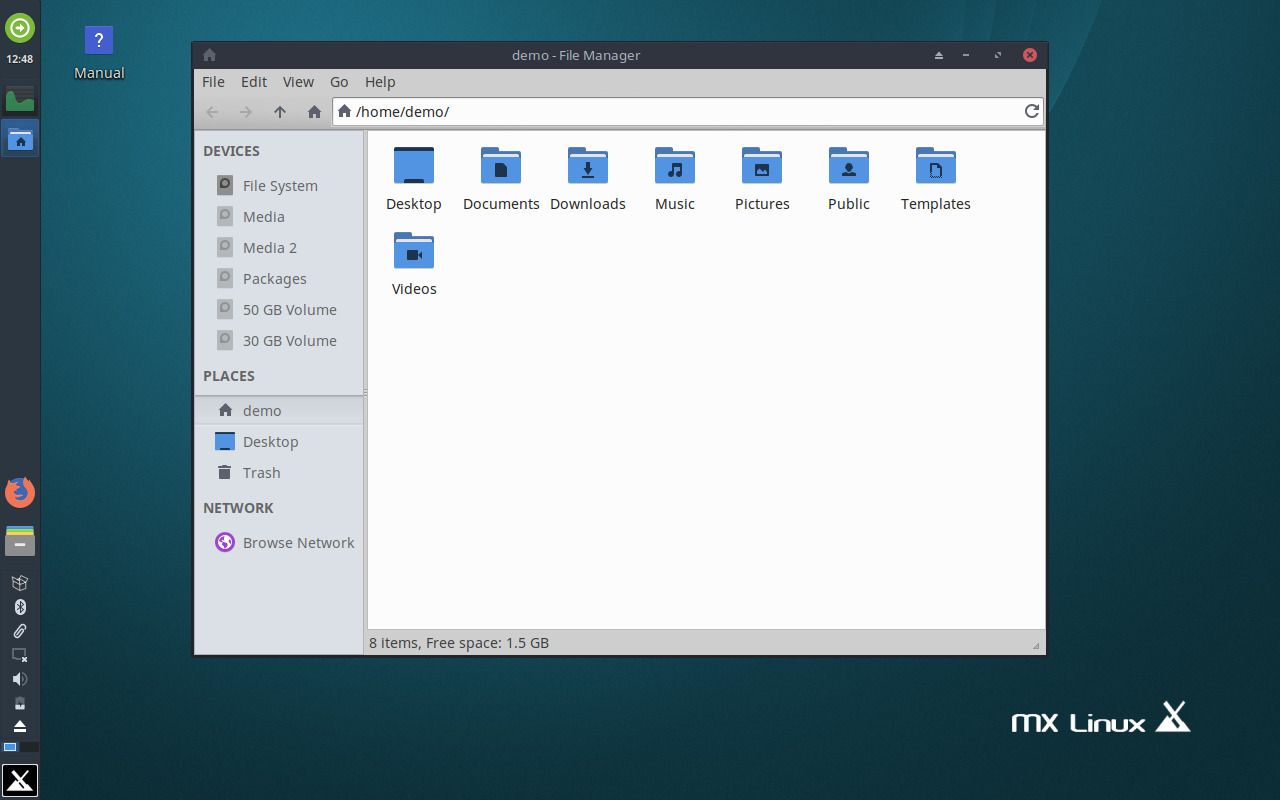 12:48
?
Manual
demo - File Manager
File Edit View Go Help
/home/demo/
DEVICES
File System
Media
Media 2
Packages
50 GB Volume
30 GB Volume
PLACES
demo
Desktop
Trash
NETWORK
Browse Network
Desktop Documents Downloads Music Pictures Public Templates
Videos
8 items, Free space: 1.5 GB
mx Linux